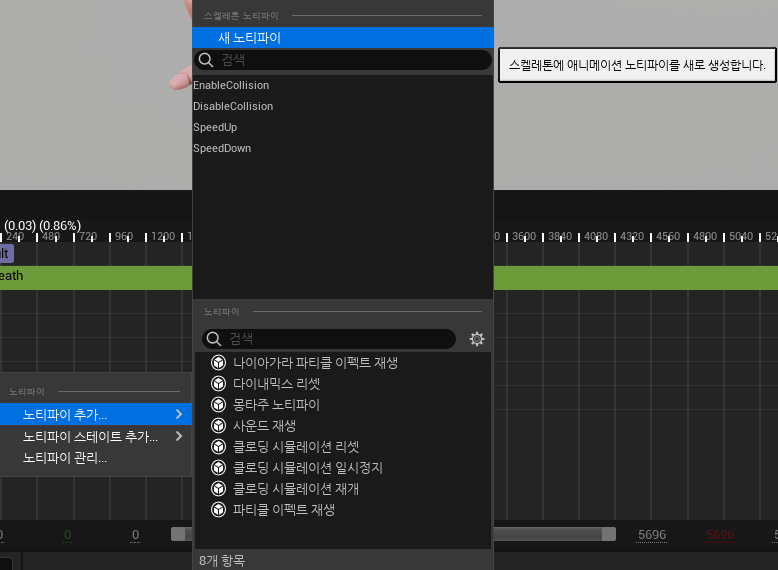 스켈레톤 노티파이
새 노티파이
검색
스켈레톤에 애니메이션 노티파이를 새로 생성합니다.
EnableCollision
DisableCollision
SpeedUp
SpeedDown
(0.03) (0.86%)
240 480 720 960 1200 3600 3840 4080 4320 4560 4800 5040
노티파이
검색
나이아가라 파티클 이펙트 재생
다이내믹스 리셋
몽타주 노티파이
사운드 재생
클로딩 시뮬레이션 리셋
클로딩 시뮬레이션 일시정지
클로딩 시뮬레이션 재개
파티클 이펙트 재생
8개 항목
노티파이
노티파이 추가...
노티파이 스테이트 추가...
노티파이 관리...
0 0 5696 5696